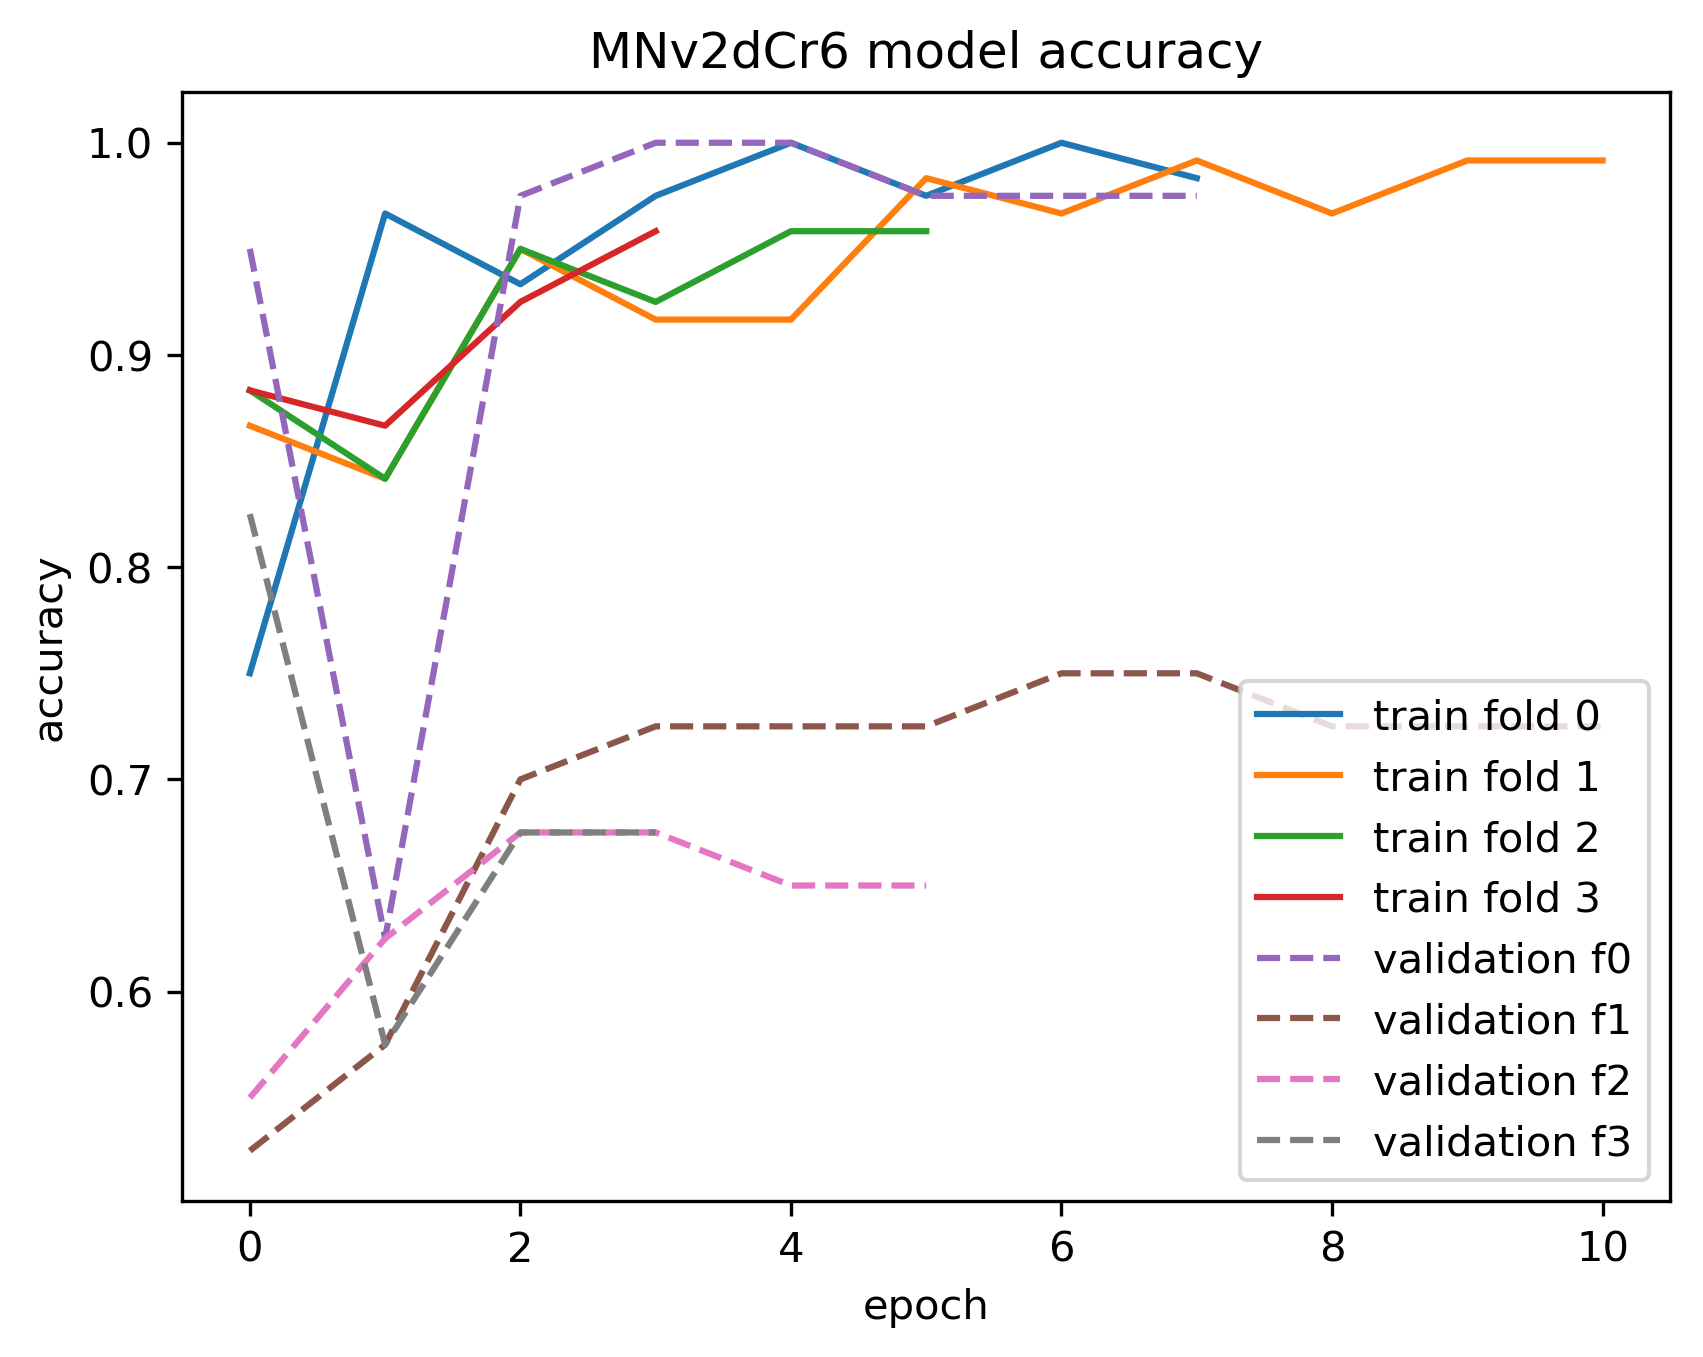 MNv2dCr6 model accuracy
1.0
0.9
0.8
0.7
0.6
accuracy
0 2 4 6 8 10
epoch
train fold 0
train fold 1
train fold 2
train fold 3
validation f0
validation f1
validation f2
validation f3